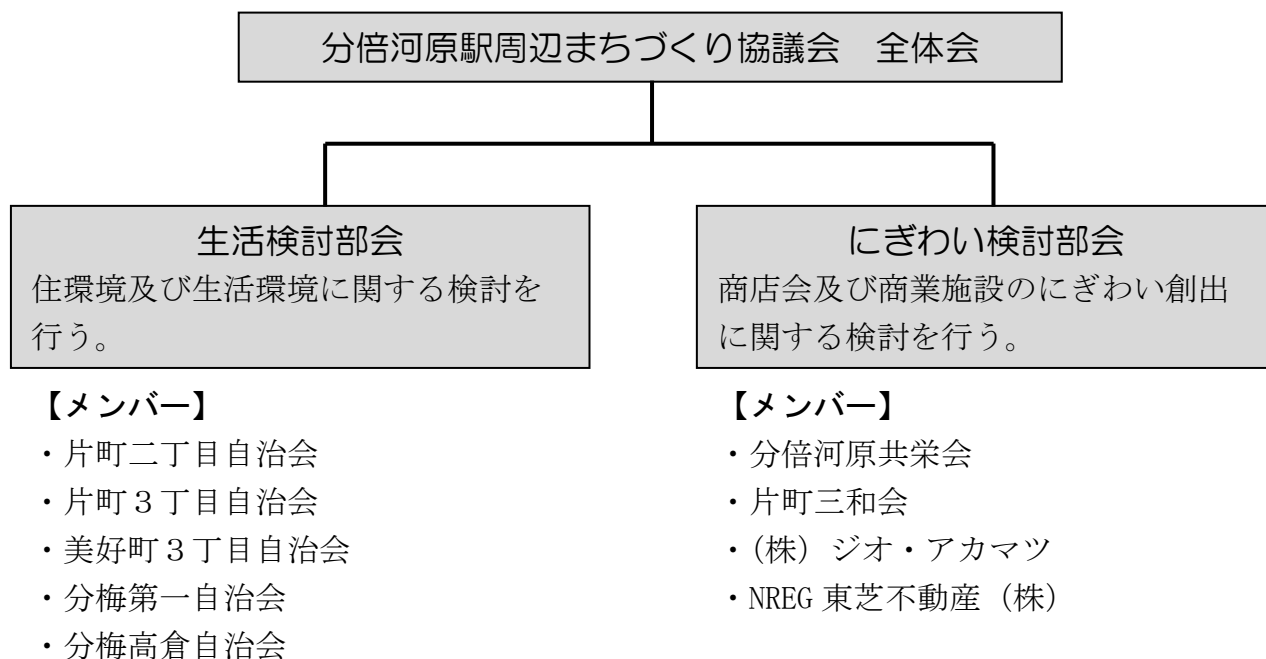 分倍河原駅周辺まちづくり協議会　全体会
生活検討部会
住環境及び生活環境に関する検討を
行う。
【メンバー】
・片町二丁目自治会
・片町３丁目自治会
・美好町３丁目自治会
・分梅第一自治会
・分梅高倉自治会
にぎわい検討部会
商店会及び商業施設のにぎわい創出
に関する検討を行う。
【メンバー】
・分倍河原共栄会
・片町三和会
・（株）ジオ・アカマツ
・NREG 東芝不動産（株）